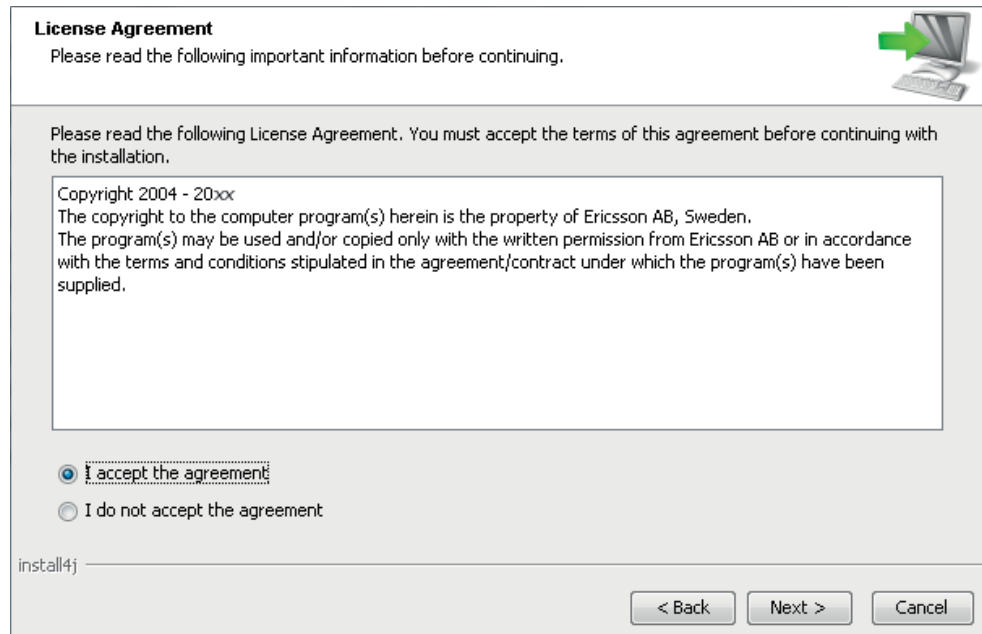 License Agreement
Please read the following important information before continuing.
Please read the following License Agreement. You must accept the terms of this agreement before continuing with
the installation.
Copyright 2004 - 20xx
The copyright to the computer program(s) herein is the property of Ericsson AB, Sweden.
The program(s) may be used and/or copied only with the written permission from Ericsson AB or in accordance
with the terms and conditions stipulated in the agreement/contract under which the program(s) have been
supplied.
I accept the agreement
I do not accept the agreement
install4j
< Back Next > Cancel